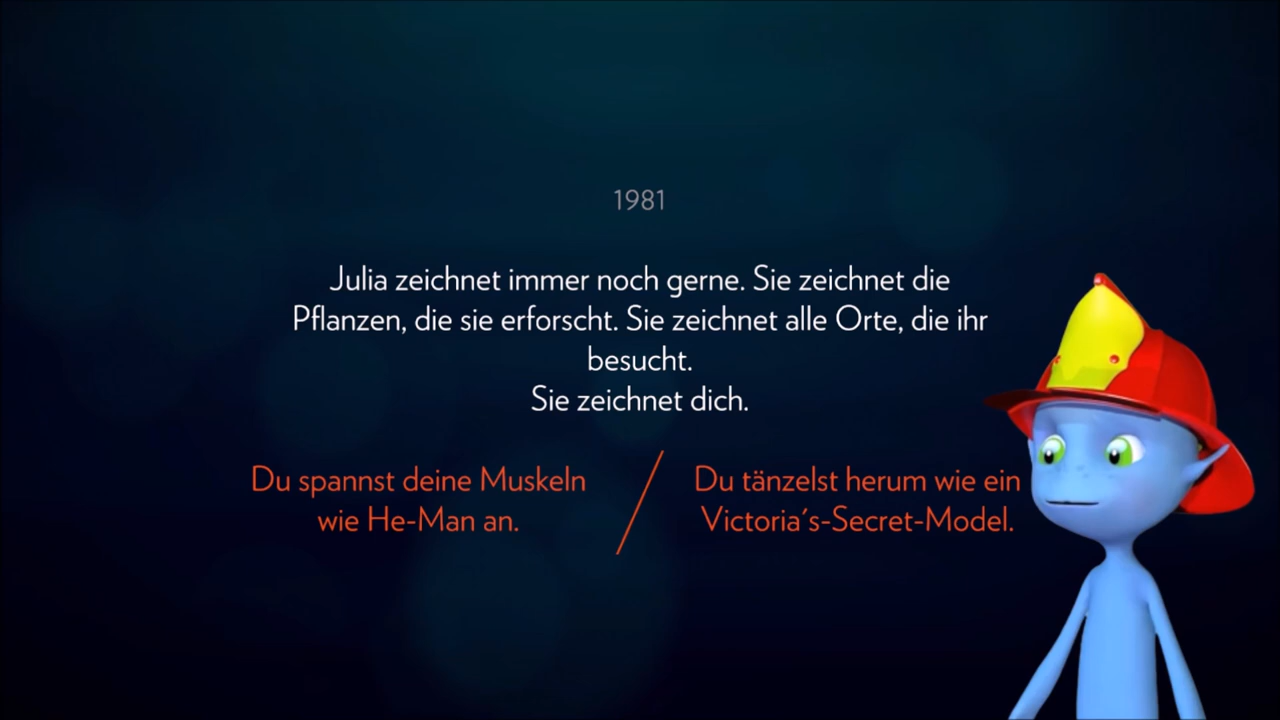 1981
Julia zeichnet immer noch gerne. Sie zeichnet die
Pflanzen, die sie erforscht. Sie zeichnet alle Orte, die ihr
besucht.
Sie zeichnet dich.
Du spannst deine Muskeln
wie He-Man an.
Du tänzelst herum wie ein
Victoria's-Secret-Model.